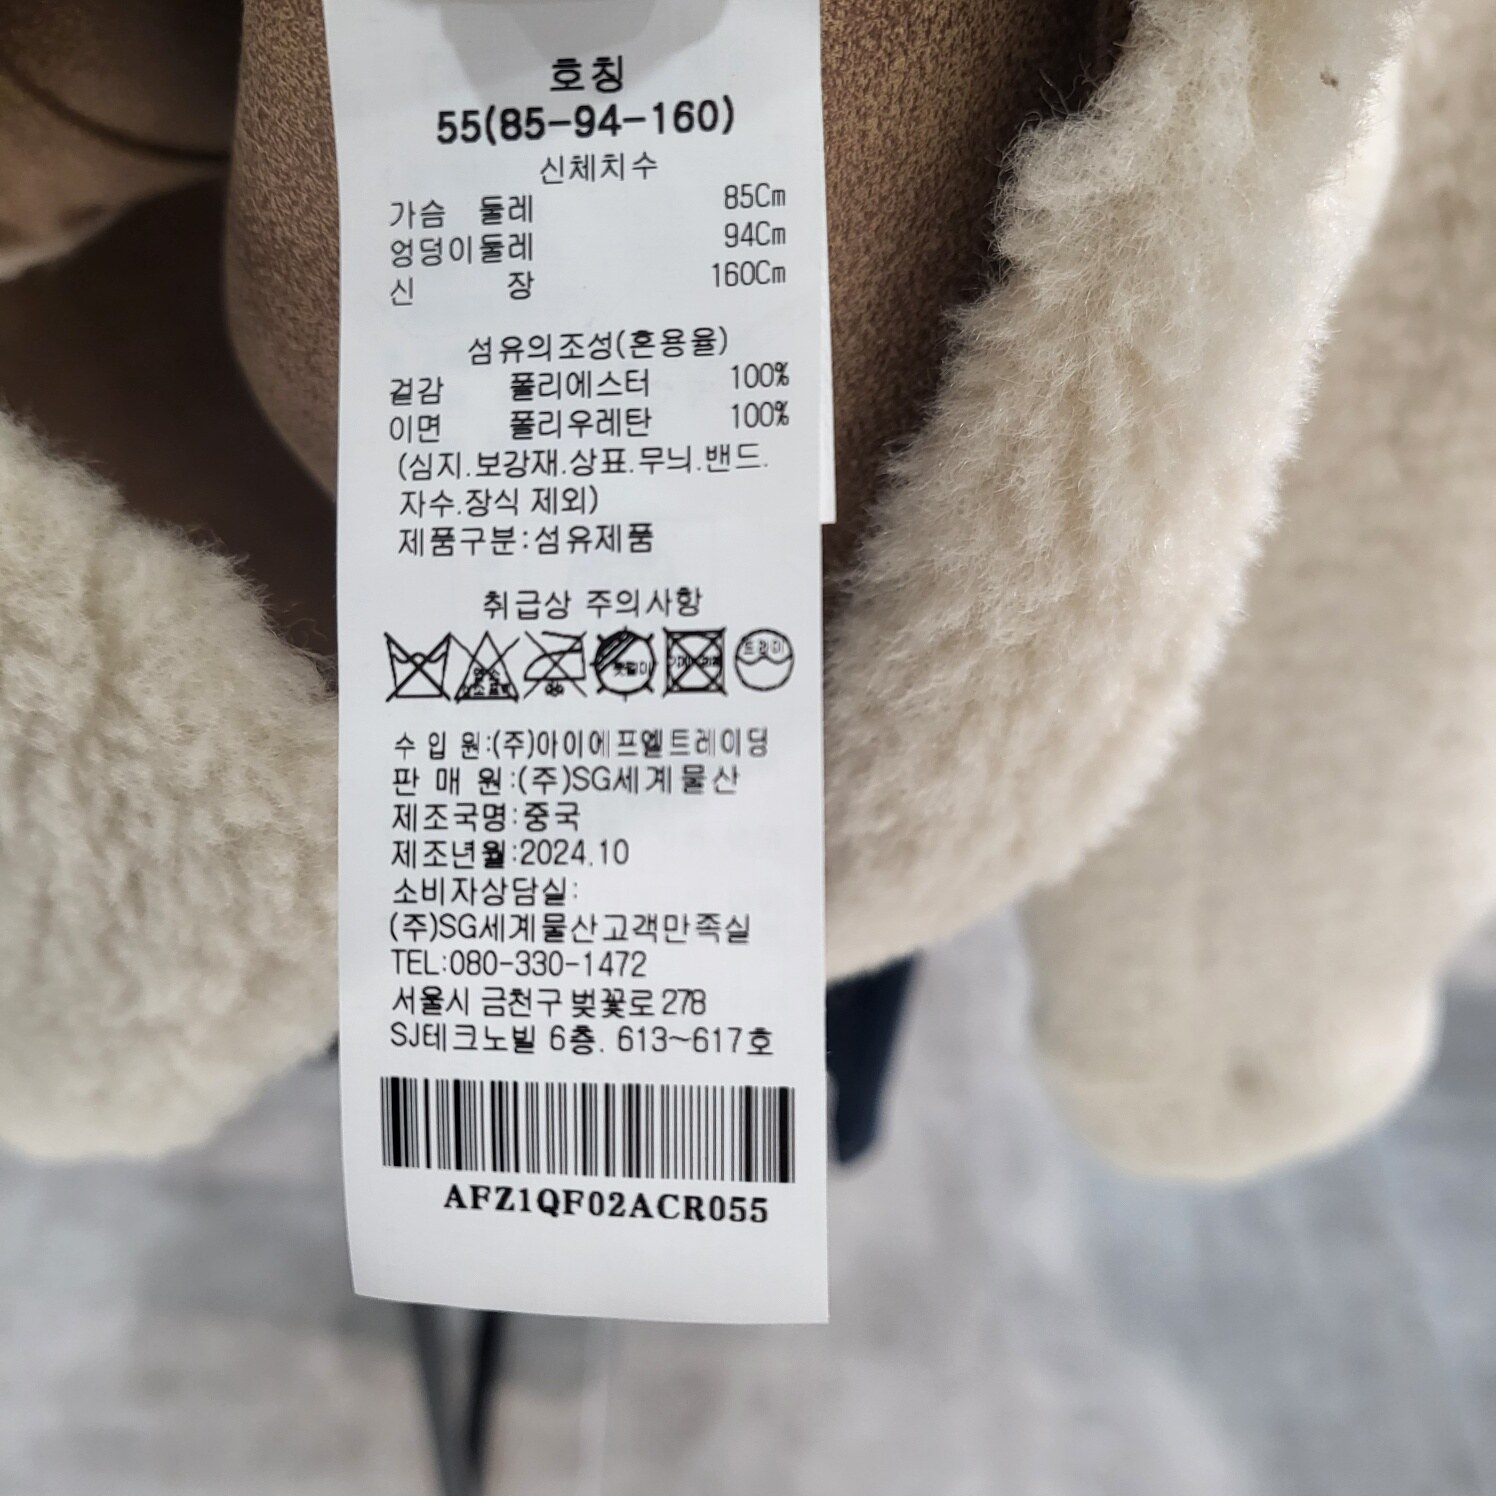 호칭
55(85-94-160)
신체치수
가슴 둘레 85Cm
엉덩이둘레 94Cm
신 장 160Cm
섬유의조성(혼용율)
겉감 폴리에스터 100%
이면 폴리우레탄 100%
(심지.보강재.상표.무늬.밴드.
자수.장식 제외)
제품구분:섬유제품
취급상 주의사항
드라이
수 입 원:(주)아이에프엘트레이딩
판 매 원:(주)SG세계물산
제조국명:중국
제조년월:2024.10
소비자상담실:
(주)SG세계물산고객만족실
TEL:080-330-1472
서울시 금천구 벚꽃로 278
SJ테크노빌 6층. 613~617호
AFZ1QF02ACR055